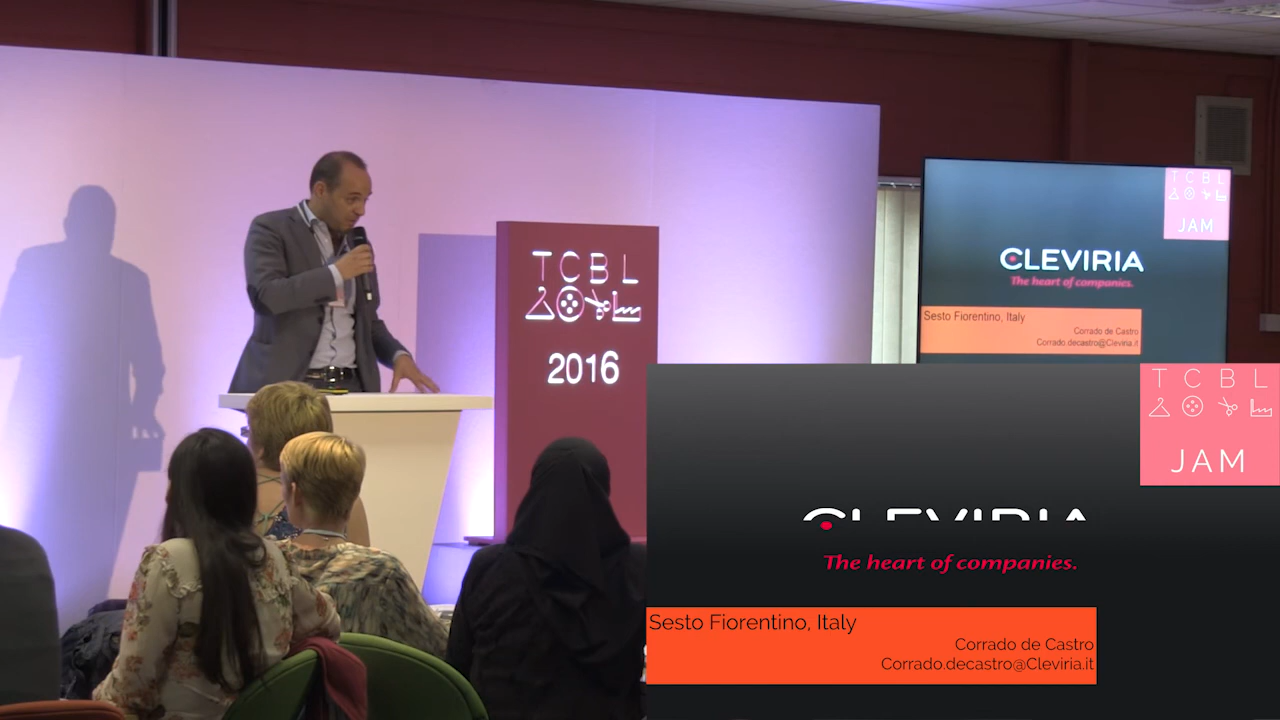 TCBL
2016
TCBL
JAM
CLEVIRIA
The heart of companies.
Sesto Fiorentino, Italy
Corrado de Castro
Corrado.decastro@Cleviria.it
TCBL
JAM
CLEVIRIA
The heart of companies.
Sesto Fiorentino, Italy
Corrado de Castro
Corrado.decastro@Cleviria.it